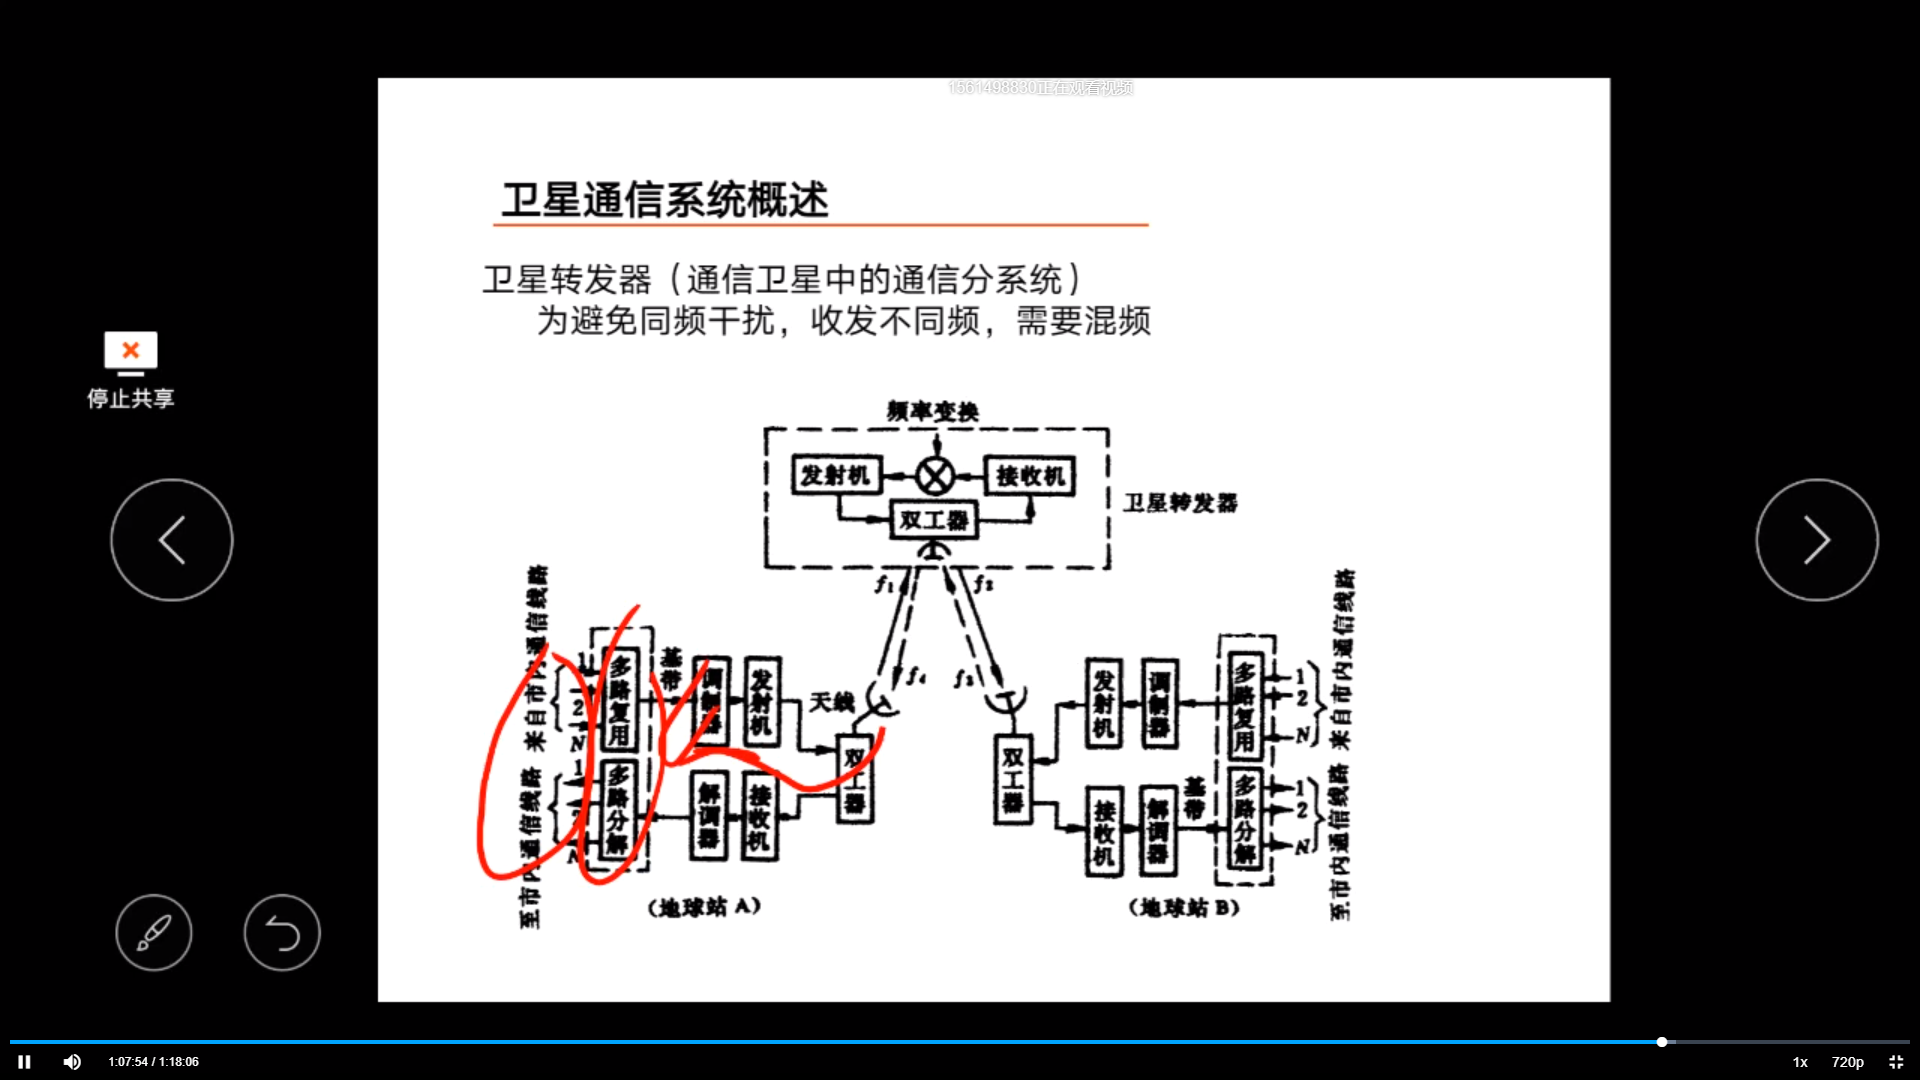 1561498830正在观看视频
卫星通信系统概述
卫星转发器（通信卫星中的通信分系统）
为避免同频干扰，收发不同频，需要混频
停止共享
频率变换
发射机
接收机
双工器
卫星转发器
f₁
f₂
f₄
f₃
来自市内通信线路
1
2
N
多路复用
基带
调制器
发射机
天线
双工器
至市内通信线路
1
2
N
多路分解
解调器
接收机
（地球站 A）
双工器
发射机
调制器
多路复用
1
2
N
来自市内通信线路
接收机
解调器
基带
多路分解
1
2
N
至市内通信线路
（地球站 B）
1:07:54 / 1:18:06
1x
720p